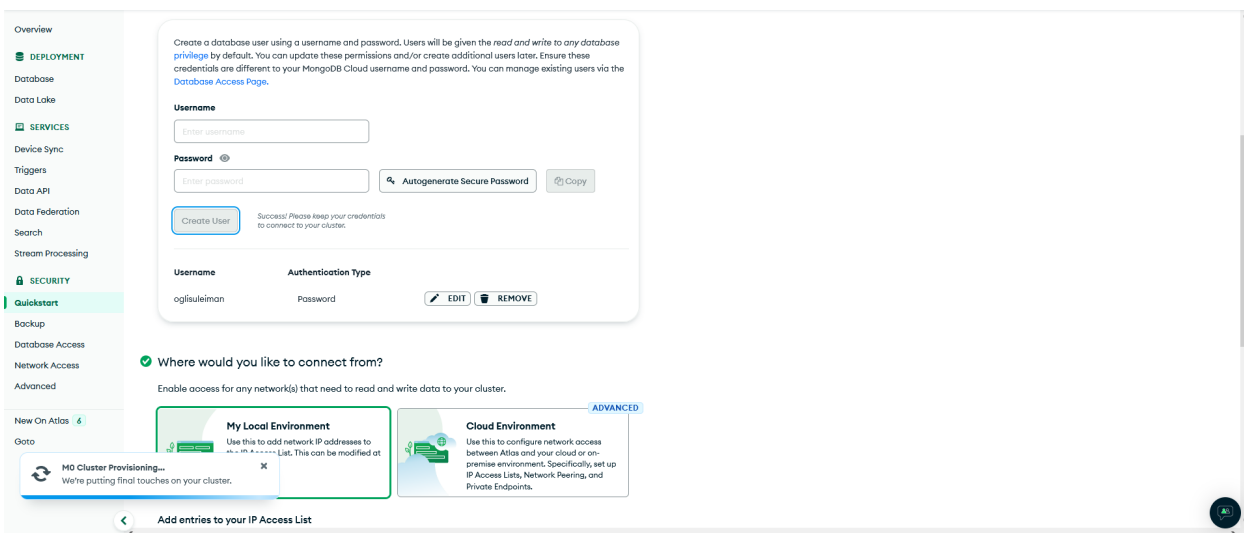 Overview
DEPLOYMENT
Database
Data Lake
SERVICES
Device Sync
Triggers
Data API
Data Federation
Search
Stream Processing
SECURITY
Quickstart
Backup
Database Access
Network Access
Advanced
New On Atlas 6
Goto
Create a database user using a username and password. Users will be given the read and write to any database
privilege by default. You can update these permissions and/or create additional users later. Ensure these
credentials are different to your MongoDB Cloud username and password. You can manage existing users via the
Database Access Page.
Username
Enter username
Password
Enter password
Autogenerate Secure Password
Copy
Create User
Success! Please keep your credentials
to connect to your cluster.
Username Authentication Type
oglisuleiman Password EDIT REMOVE
Where would you like to connect from?
Enable access for any network(s) that need to read and write data to your cluster.
My Local Environment
Use this to add network IP addresses to
the IP Access List. This can be modified at
ADVANCED
Cloud Environment
Use this to configure network access
between Atlas and your cloud or on-
premise environment. Specifically, set up
IP Access Lists, Network Peering, and
Private Endpoints.
M0 Cluster Provisioning...
We're putting final touches on your cluster.
Add entries to your IP Access List